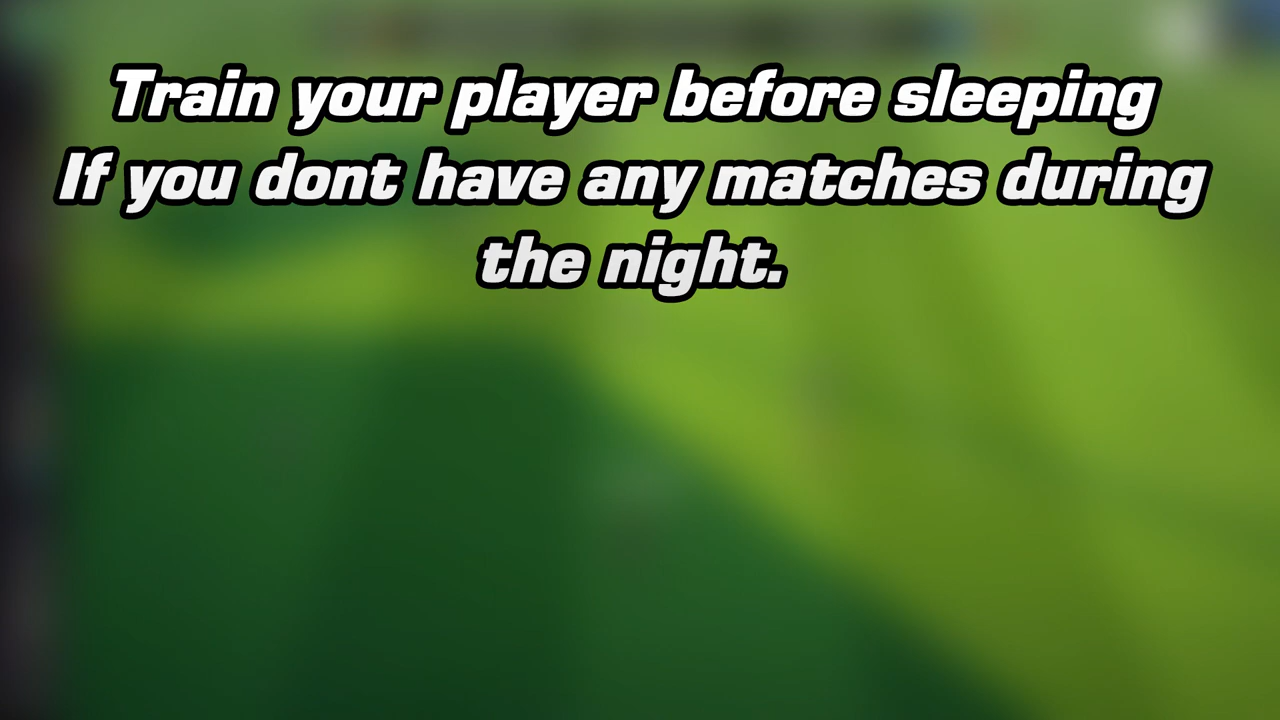 Train your player before sleeping
If you dont have any matches during
the night.